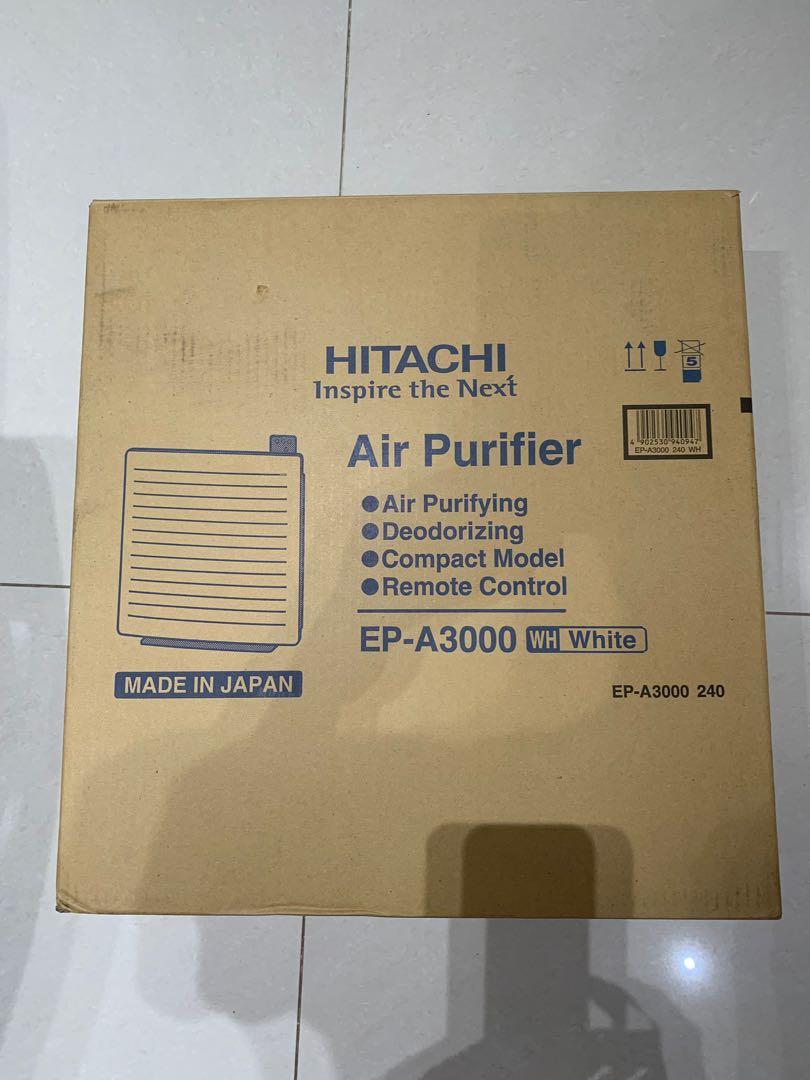 HITACHI
Inspire the Next
5
4 902530 940947
EP-A3000 240 WH
Air Purifier
●Air Purifying
●Deodorizing
●Compact Model
●Remote Control
EP-A3000 WH White
MADE IN JAPAN
EP-A3000 240